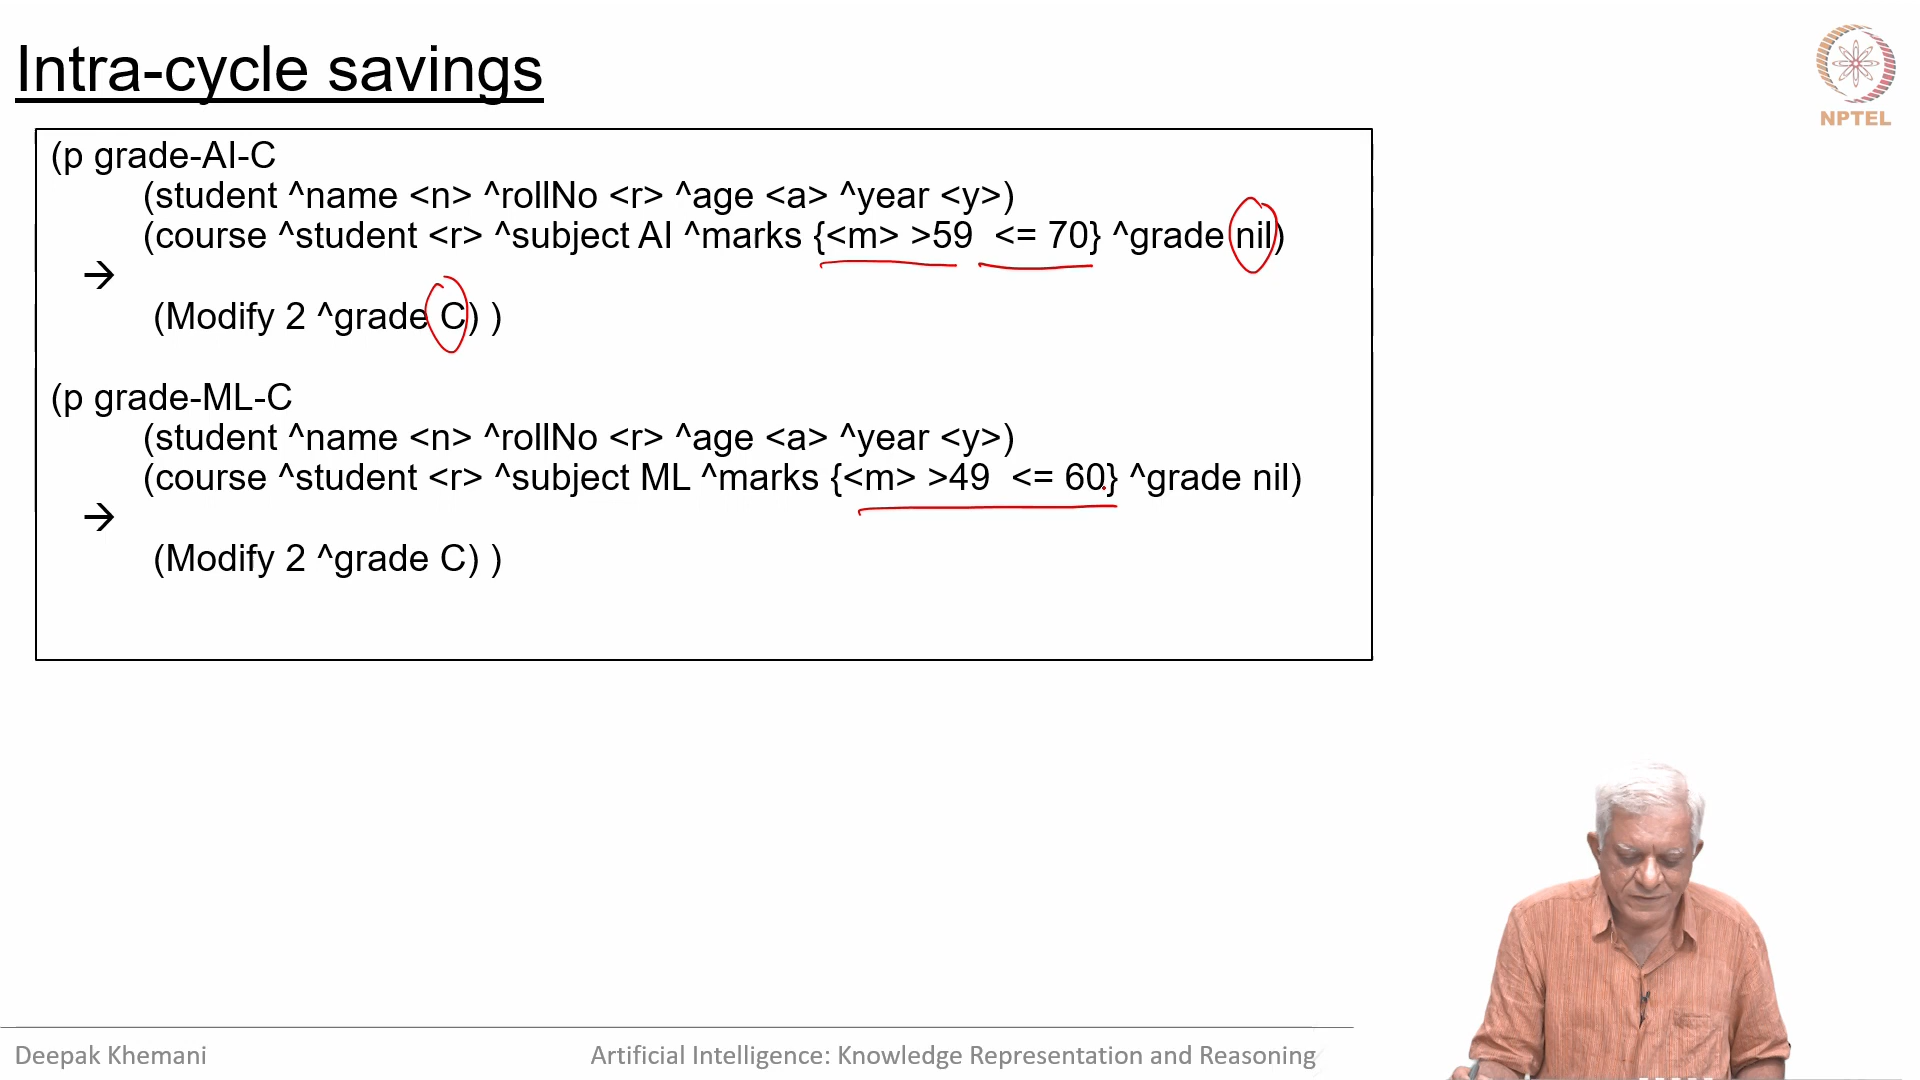 Intra-cycle savings
NPTEL
(p grade-AI-C
(student ^name <n> ^rollNo <r> ^age <a> ^year <y>)
(course ^student <r> ^subject AI ^marks {<m> >59 <= 70} ^grade nil)
→
(Modify 2 ^grade C) )
(p grade-ML-C
(student ^name <n> ^rollNo <r> ^age <a> ^year <y>)
(course ^student <r> ^subject ML ^marks {<m> >49 <= 60} ^grade nil)
→
(Modify 2 ^grade C) )
Deepak Khemani
Artificial Intelligence: Knowledge Representation and Reasoning